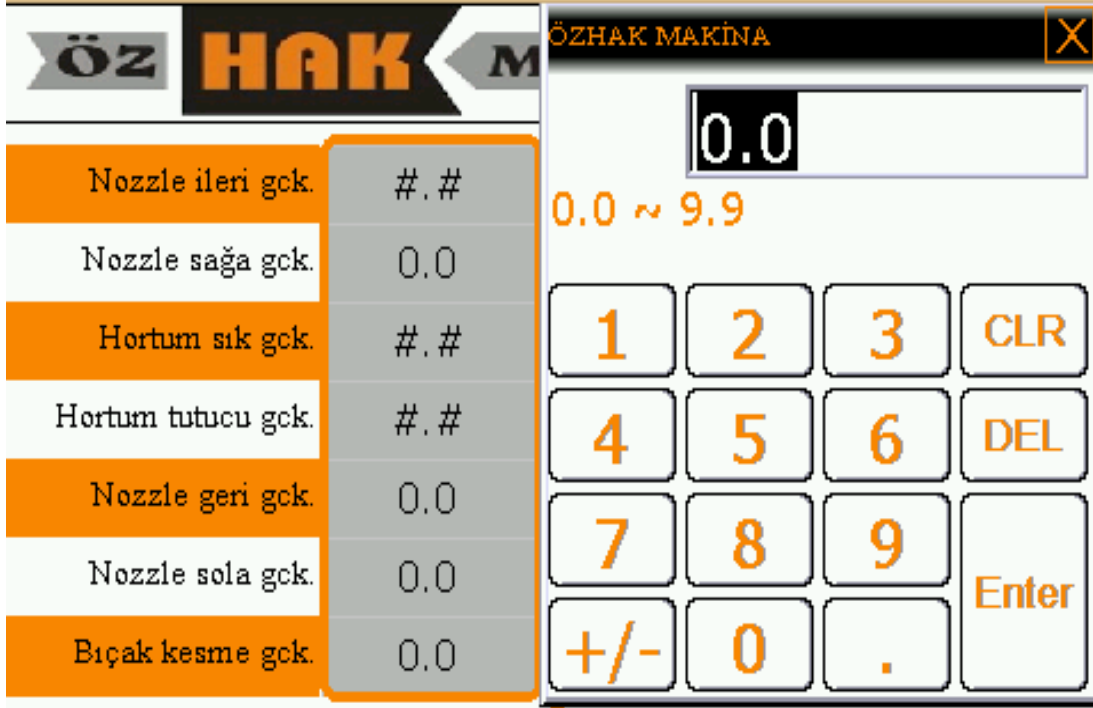 ÖZ HAK M
Nozzle ileri gck. #.#
Nozzle sağa gck. 0.0
Hortum sık gck. #.#
Hortum tutucu gck. #.#
Nozzle geri gck. 0.0
Nozzle sola gck. 0.0
Bıçak kesme gck. 0.0
ÖZHAK MAKİNA X
0.0
0.0 ~ 9.9
1 2 3 CLR
4 5 6 DEL
7 8 9 Enter
+/- 0 .